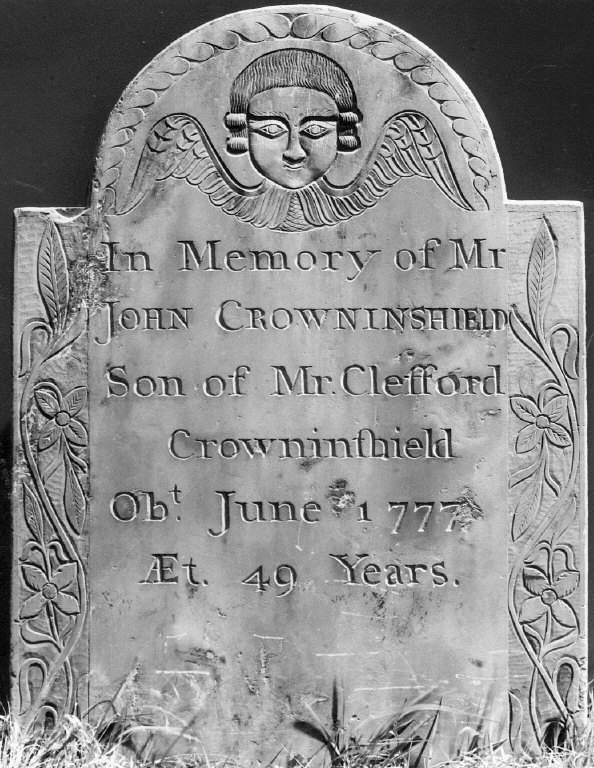 In Memory of Mr
JOHN CROWNINSHIELD
Son of Mr. Clefford
Crowninſhield
Obᵗ. June 1777
Æt. 49 Years.